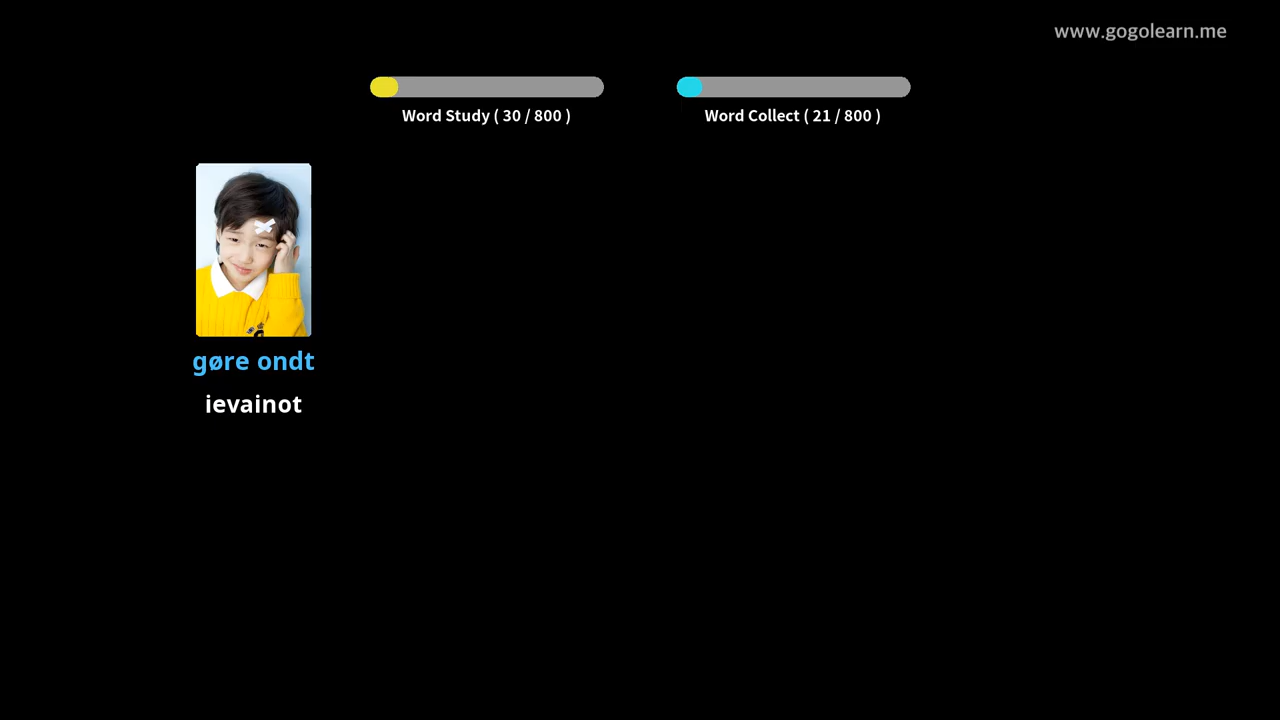 www.gogolearn.me
Word Study ( 30 / 800 )
Word Collect ( 21 / 800 )
gøre ondt
ievainot